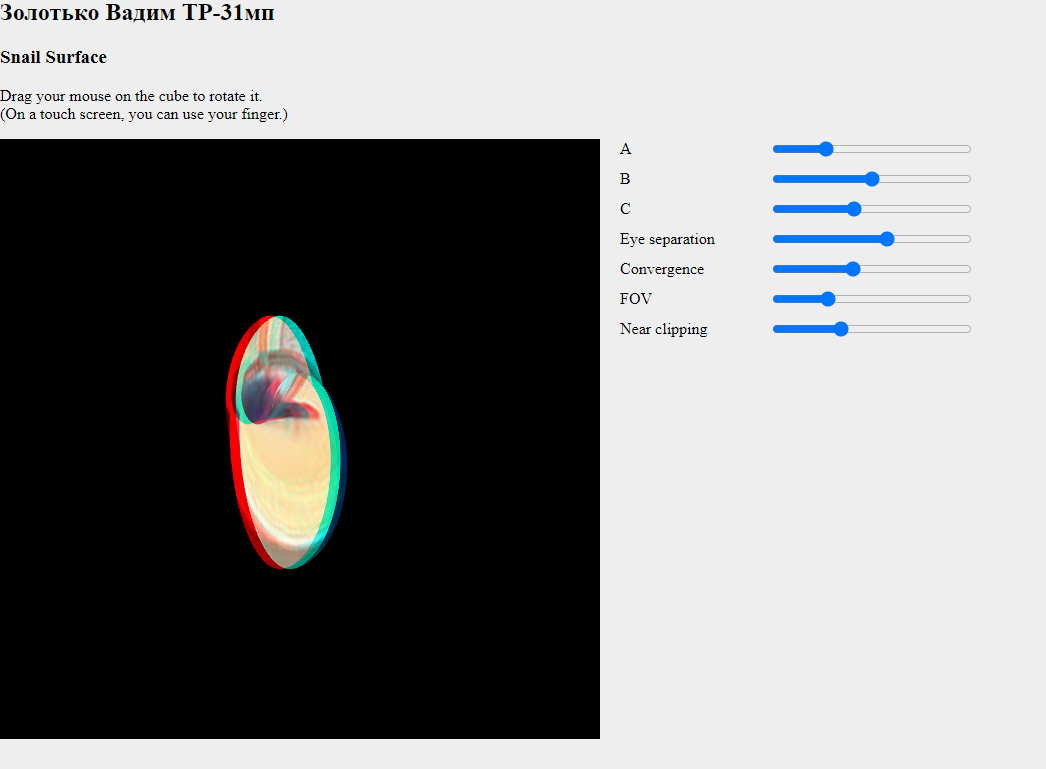 Золотько Вадим ТР-31мп
Snail Surface
Drag your mouse on the cube to rotate it.
(On a touch screen, you can use your finger.)
A
B
C
Eye separation
Convergence
FOV
Near clipping